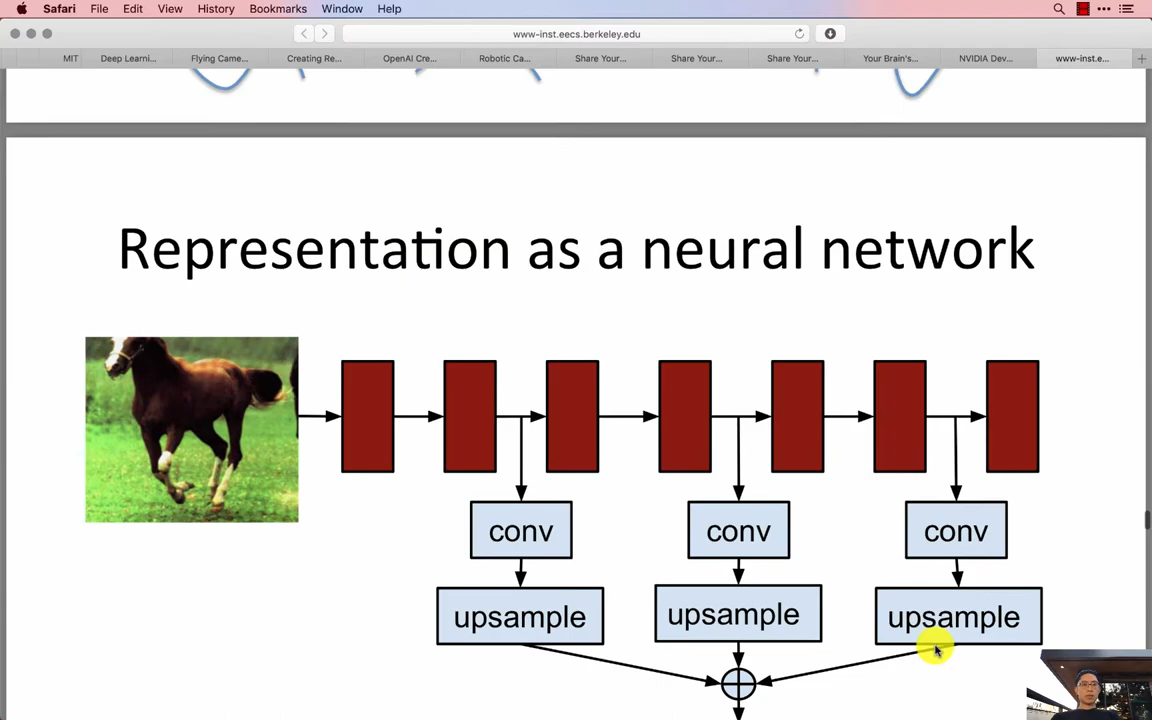 Safari File Edit View History Bookmarks Window Help
www-inst.eecs.berkeley.edu
MIT Deep Learni... Flying Came... Creating Re... OpenAI Cre... Robotic Ca... Share Your... Share Your... Share Your... Your Brain's... NVIDIA Dev... www-inst.e...
Representation as a neural network
conv conv conv
upsample upsample upsample